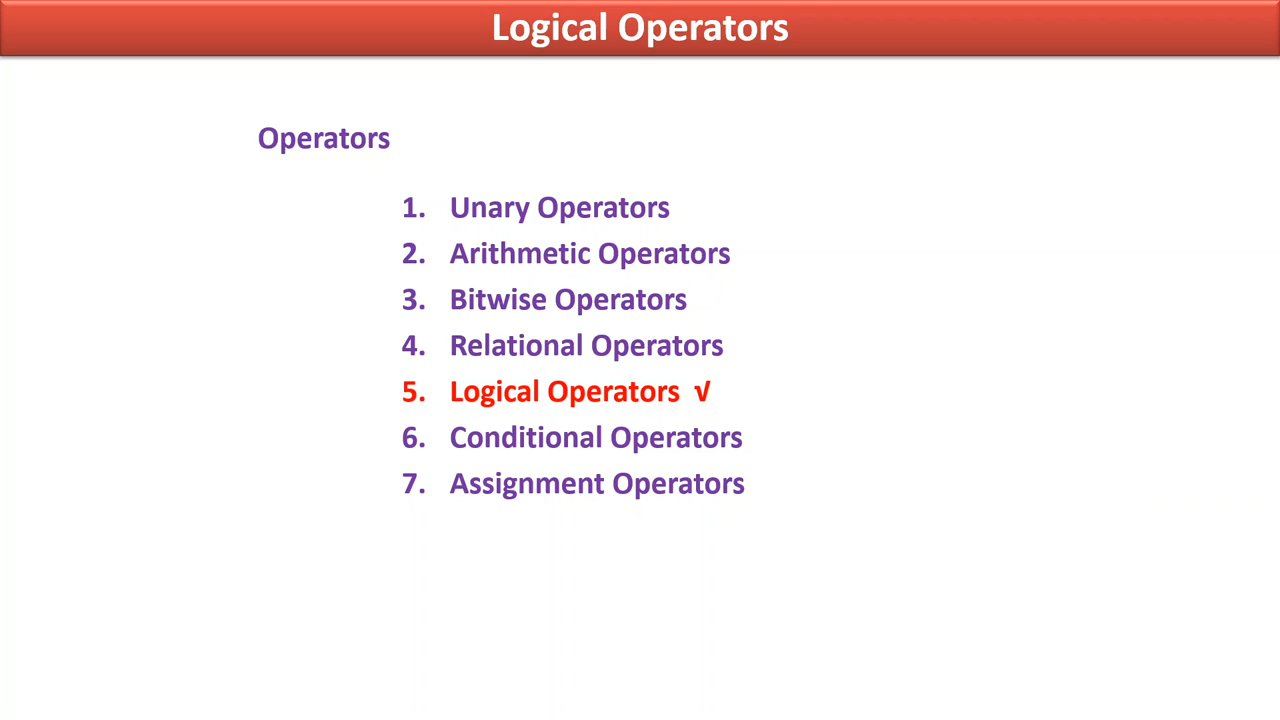 Logical Operators
Operators
1. Unary Operators
2. Arithmetic Operators
3. Bitwise Operators
4. Relational Operators
5. Logical Operators √
6. Conditional Operators
7. Assignment Operators